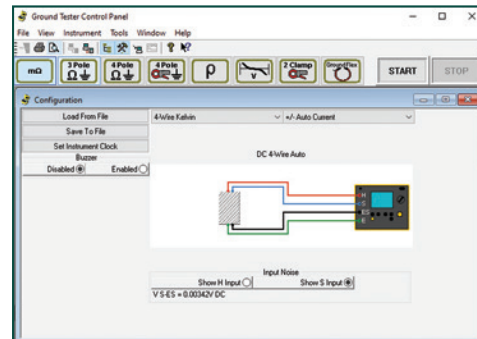 Ground Tester Control Panel
File View Instrument Tools Window Help
mΩ 3 Pole Ω 4 Pole Ω 4 Pole Ω ρ V 2 Clamp Ω GroundFlex Ω START STOP
Configuration
Load From File 4-Wire Kelvin +/- Auto Current
Save To File
Set Instrument Clock
Buzzer
Disabled Enabled
DC 4-Wire Auto
H
S
ES
E
Input Noise
Show H Input Show S Input
V S-ES = 0.00342V DC